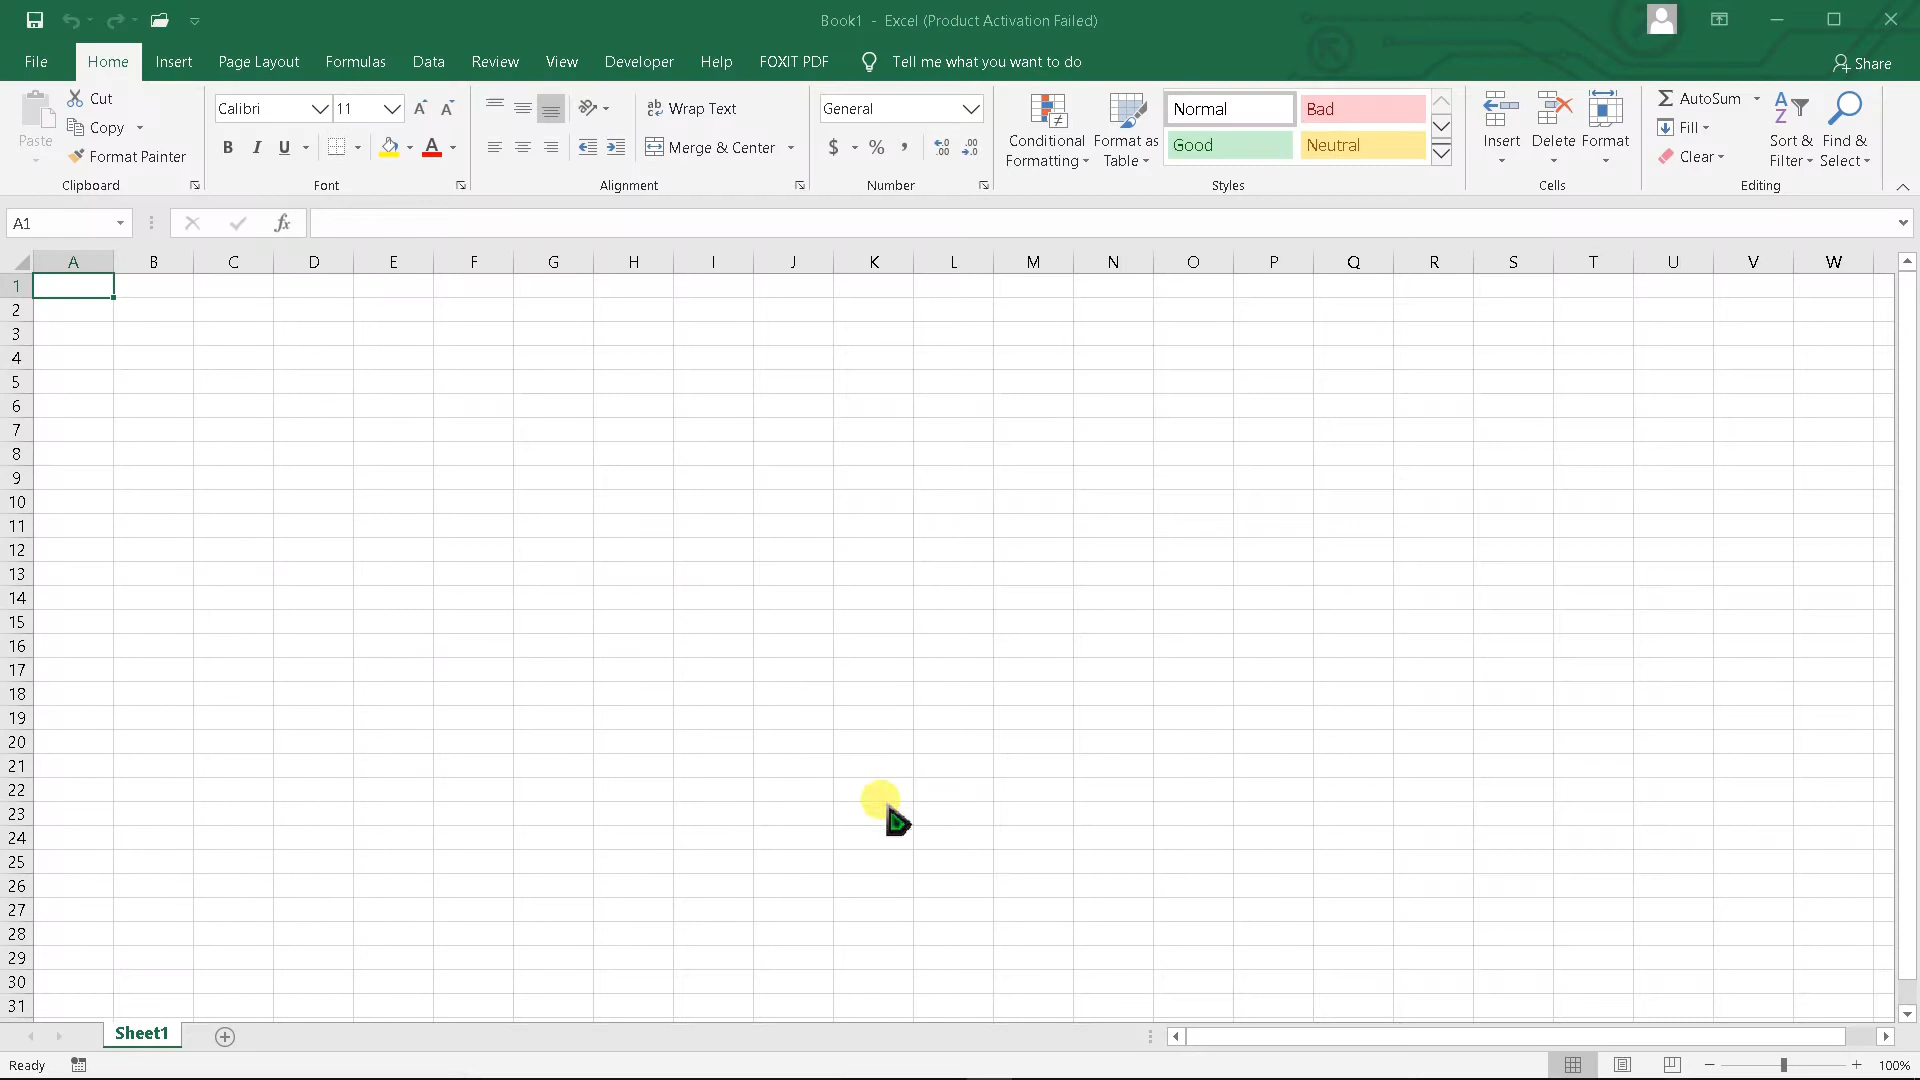 Book1 - Excel (Product Activation Failed)
File Home Insert Page Layout Formulas Data Review View Developer Help FOXIT PDF Tell me what you want to do Share
Paste
Cut
Copy
Format Painter
Clipboard
Calibri 11
B I U A
Font
Wrap Text
Merge & Center
Alignment
General
$ % ,
Number
Conditional Formatting
Format as Table
Normal Bad
Good Neutral
Styles
Insert Delete Format
Cells
AutoSum
Fill
Clear
Sort & Filter
Find & Select
Editing
A1 fx
A B C D E F G H I J K L M N O P Q R S T U V W
1
2
3
4
5
6
7
8
9
10
11
12
13
14
15
16
17
18
19
20
21
22
23
24
25
26
27
28
29
30
31
Sheet1
Ready 100%